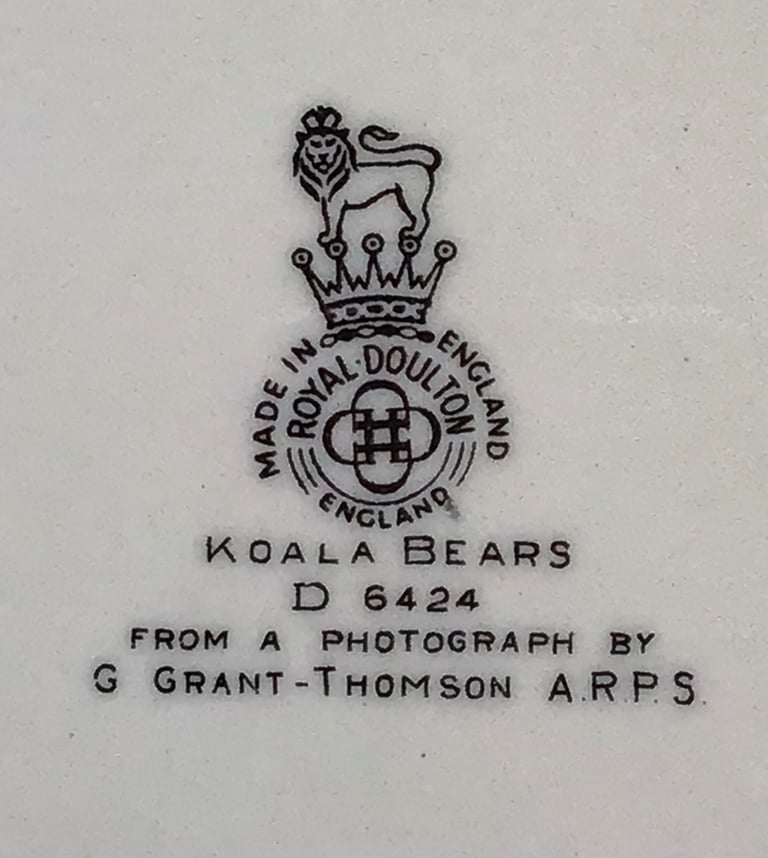 MADE IN ENGLAND
ROYAL·DOULTON
ENGLAND
KOALA BEARS
D 6424
FROM A PHOTOGRAPH BY
G GRANT-THOMSON A.R.P.S.